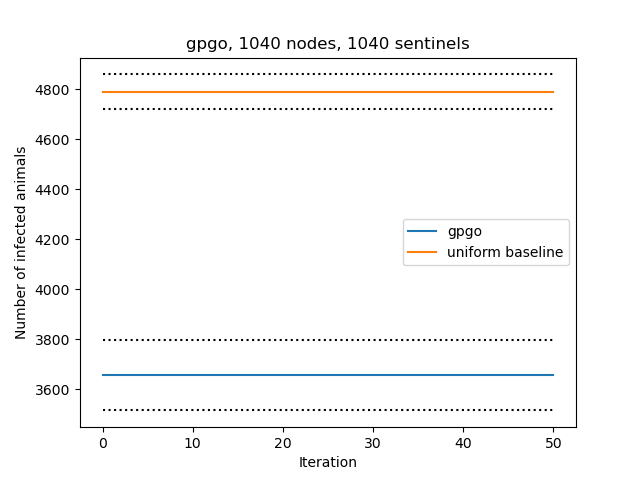 gpgo, 1040 nodes, 1040 sentinels
4800
4600
4400
4200
4000
3800
3600
Number of infected animals
gpgo
uniform baseline
0 10 20 30 40 50
Iteration